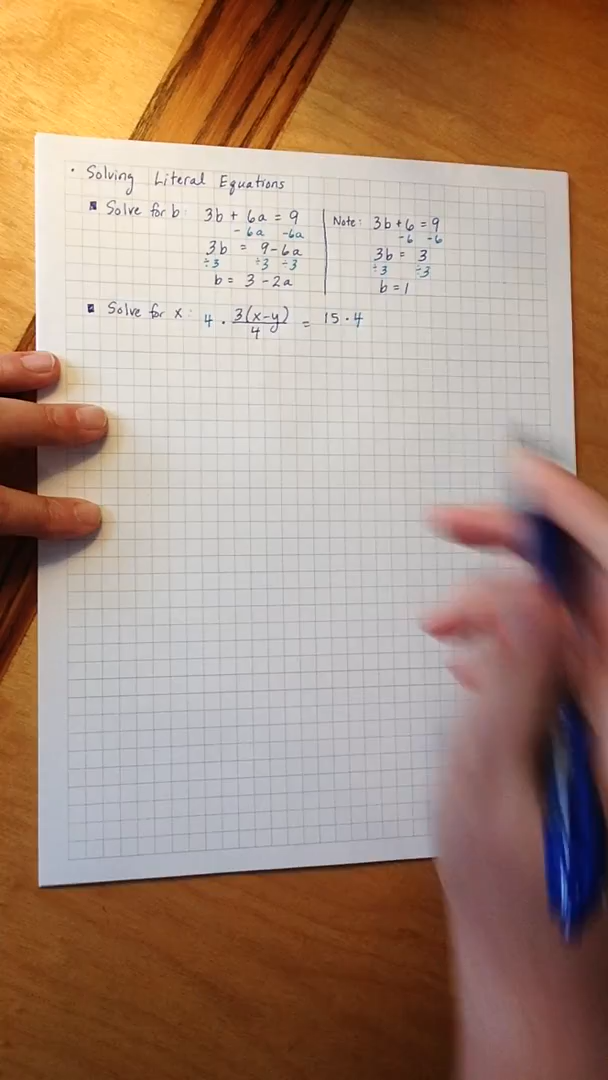 • Solving Literal Equations
▪ Solve for b: 3b + 6a = 9
- 6a -6a
3b = 9 - 6a
÷3 ÷3 ÷3
b = 3 - 2a
Note: 3b + 6 = 9
-6 -6
3b = 3
÷3 ÷3
b = 1
▪ Solve for x: 4 · 3(x-y)/4 = 15 · 4